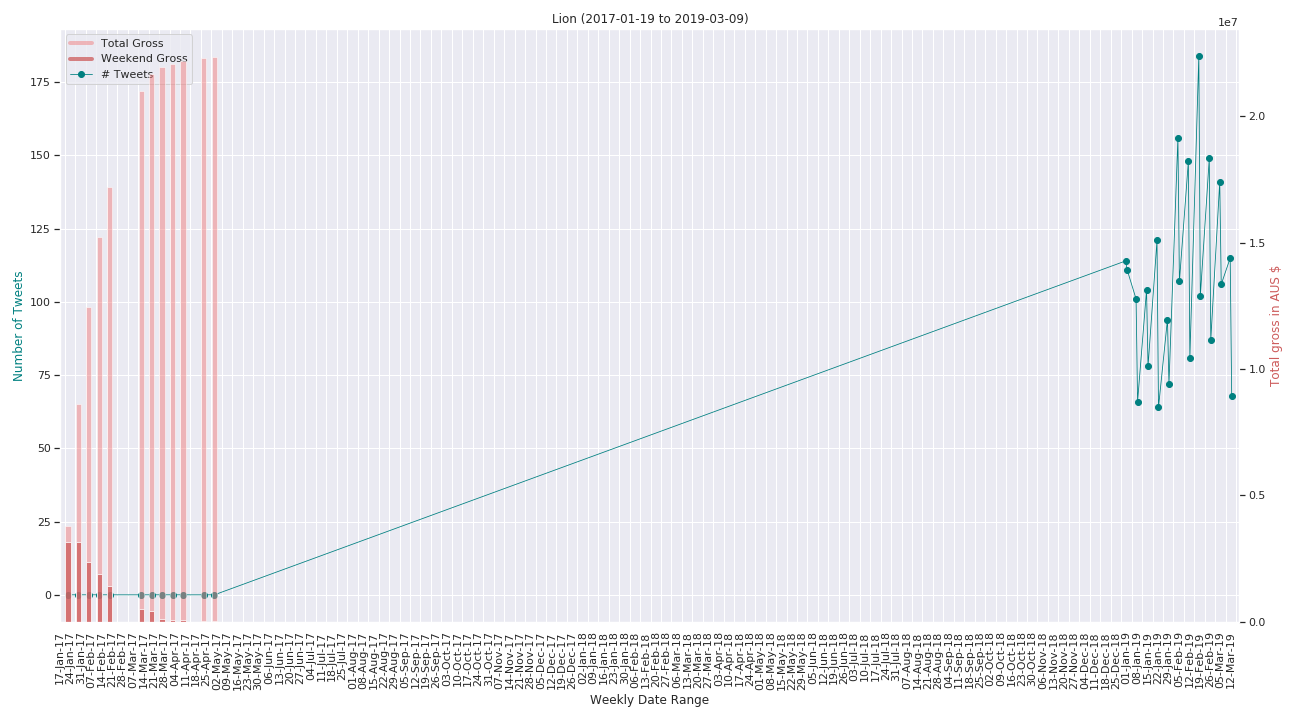 Lion (2017-01-19 to 2019-03-09)
1e7
Total Gross
Weekend Gross
# Tweets
175
150
125
100
75
50
25
0
Number of Tweets
2.0
1.5
1.0
0.5
0.0
Total gross in AUS $
17-Jan-17
24-Jan-17
31-Jan-17
07-Feb-17
14-Feb-17
21-Feb-17
28-Feb-17
07-Mar-17
14-Mar-17
21-Mar-17
28-Mar-17
04-Apr-17
11-Apr-17
18-Apr-17
25-Apr-17
02-May-17
09-May-17
16-May-17
23-May-17
30-May-17
06-Jun-17
13-Jun-17
20-Jun-17
27-Jun-17
04-Jul-17
11-Jul-17
18-Jul-17
25-Jul-17
01-Aug-17
08-Aug-17
15-Aug-17
22-Aug-17
29-Aug-17
05-Sep-17
12-Sep-17
19-Sep-17
26-Sep-17
03-Oct-17
10-Oct-17
17-Oct-17
24-Oct-17
31-Oct-17
07-Nov-17
14-Nov-17
21-Nov-17
28-Nov-17
05-Dec-17
12-Dec-17
19-Dec-17
26-Dec-17
02-Jan-18
09-Jan-18
16-Jan-18
23-Jan-18
30-Jan-18
06-Feb-18
13-Feb-18
20-Feb-18
27-Feb-18
06-Mar-18
13-Mar-18
20-Mar-18
27-Mar-18
03-Apr-18
10-Apr-18
17-Apr-18
24-Apr-18
01-May-18
08-May-18
15-May-18
22-May-18
29-May-18
05-Jun-18
12-Jun-18
19-Jun-18
26-Jun-18
03-Jul-18
10-Jul-18
17-Jul-18
24-Jul-18
31-Jul-18
07-Aug-18
14-Aug-18
21-Aug-18
28-Aug-18
04-Sep-18
11-Sep-18
18-Sep-18
25-Sep-18
02-Oct-18
09-Oct-18
16-Oct-18
23-Oct-18
30-Oct-18
06-Nov-18
13-Nov-18
20-Nov-18
27-Nov-18
04-Dec-18
11-Dec-18
18-Dec-18
25-Dec-18
01-Jan-19
08-Jan-19
15-Jan-19
22-Jan-19
29-Jan-19
05-Feb-19
12-Feb-19
19-Feb-19
26-Feb-19
05-Mar-19
12-Mar-19
Weekly Date Range